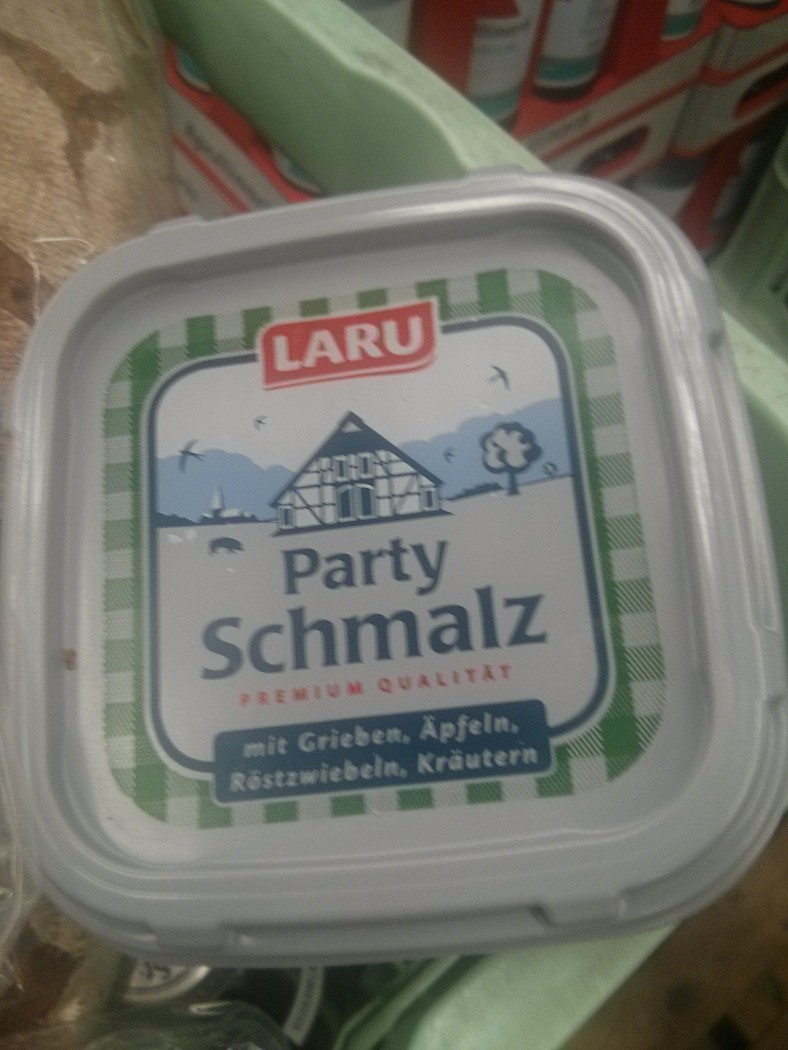 LARU
Party
Schmalz
PREMIUM QUALITÄT
mit Grieben, Äpfeln,
Röstzwiebeln, Kräutern